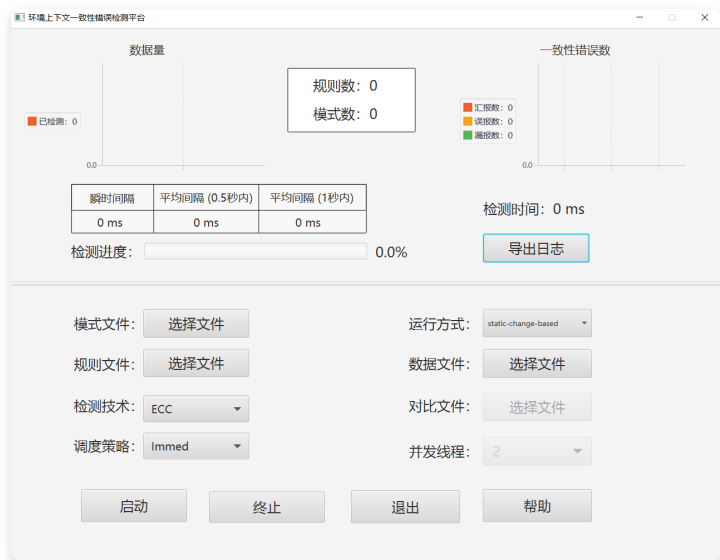 环境上下文一致性错误检测平台
数据量
一致性错误数
规则数：0
模式数：0
已检测：0
汇报数：0
误报数：0
漏报数：0
0.0
0.0
瞬时间隔 平均间隔 (0.5秒内) 平均间隔 (1秒内)
0 ms 0 ms 0 ms
检测时间：0 ms
检测进度： 0.0%
导出日志
模式文件： 选择文件 运行方式： static-change-based
规则文件： 选择文件 数据文件： 选择文件
检测技术： ECC 对比文件： 选择文件
调度策略： Immed 并发线程： 2
启动 终止 退出 帮助